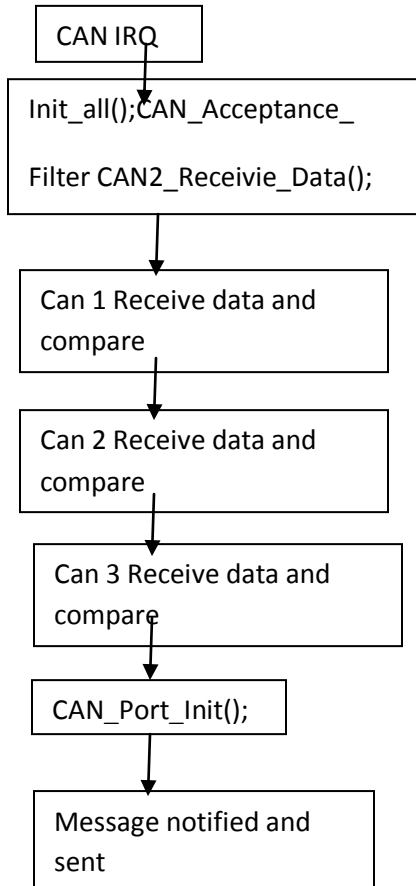 CAN IRQ
Init_all();CAN_Acceptance_
Filter CAN2_Receivie_Data();
Can 1 Receive data and
compare
Can 2 Receive data and
compare
Can 3 Receive data and
compare
CAN_Port_Init();
Message notified and
sent